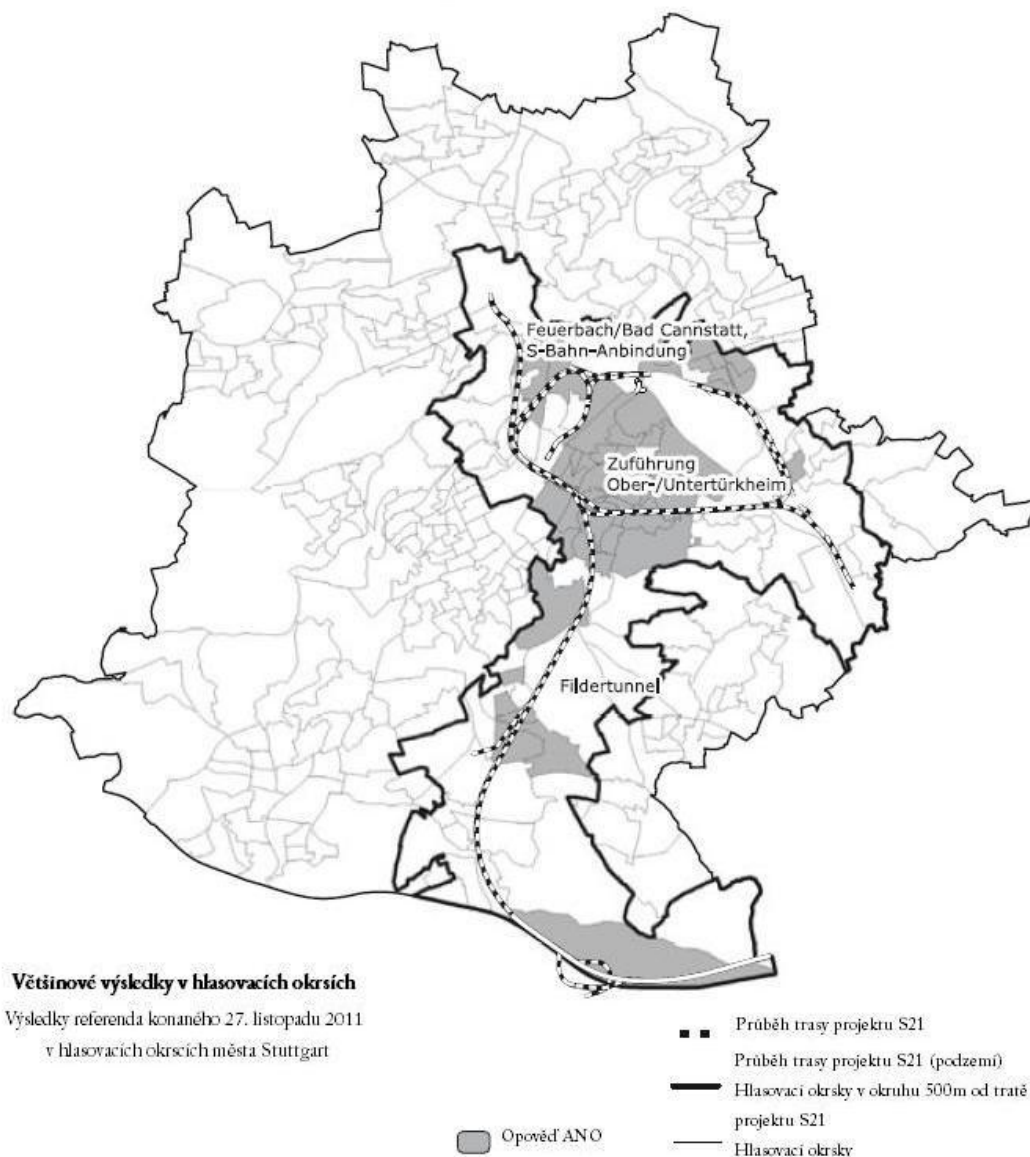 Feuerbach/Bad Cannstatt,
S-Bahn-Anbindung
Zuführung
Ober-/Untertürkheim
Fildertunnel
Většinové výsledky v hlasovacích okrsích
Výsledky referenda konaného 27. listopadu 2011
v hlasovacích okrscích města Stuttgart
Opověď ANO
Průběh trasy projektu S21
Průběh trasy projektu S21 (podzemí)
Hlasovací okrsky v okruhu 500m od tratě
projektu S21
Hlasovací okrsky